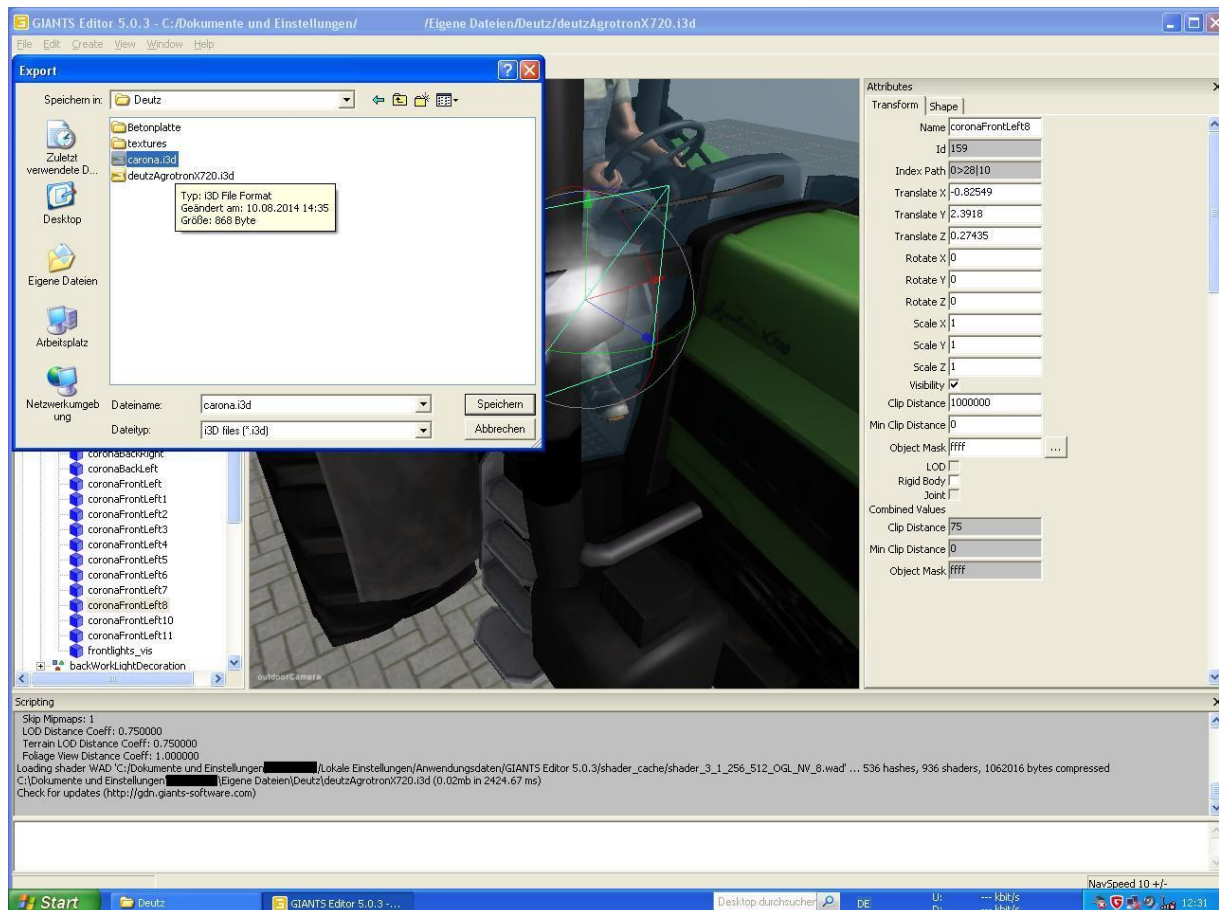 GIANTS Editor 5.0.3 - C:/Dokumente und Einstellungen/ /Eigene Dateien/Deutz/deutzAgrotronX720.i3d
File Edit Create View Window Help
Export
Speichern in: Deutz
Zuletzt verwendete D...
Desktop
Eigene Dateien
Arbeitsplatz
Netzwerkumgeb
ung
Betonplatte
textures
carona.i3d
deutzAgrotronX720.i3d
Typ: i3D File Format
Geändert am: 10.08.2014 14:35
Größe: 868 Byte
Dateiname: carona.i3d Speichern
Dateityp: i3D files (*.i3d) Abbrechen
coronaBackRight
coronaBackLeft
coronaFrontLeft
coronaFrontLeft1
coronaFrontLeft2
coronaFrontLeft3
coronaFrontLeft4
coronaFrontLeft5
coronaFrontLeft6
coronaFrontLeft7
coronaFrontLeft8
coronaFrontLeft10
coronaFrontLeft11
frontlights_vis
backWorkLightDecoration
outdoorCamera
Attributes
Transform Shape
Name coronaFrontLeft8
Id 159
Index Path 0>28|10
Translate X -0.82549
Translate Y 2.3918
Translate Z 0.27435
Rotate X 0
Rotate Y 0
Rotate Z 0
Scale X 1
Scale Y 1
Scale Z 1
Visibility
Clip Distance 1000000
Min Clip Distance 0
Object Mask ffff ...
LOD
Rigid Body
Joint
Combined Values
Clip Distance 75
Min Clip Distance 0
Object Mask ffff
Scripting
Skip Mipmaps: 1
LOD Distance Coeff: 0.750000
Terrain LOD Distance Coeff: 0.750000
Foliage View Distance Coeff: 1.000000
Loading shader WAD 'C:/Dokumente und Einstellungen /Lokale Einstellungen/Anwendungsdaten/GIANTS Editor 5.0.3/shader_cache/shader_3_1_256_512_OGL_NV_8.wad' ... 536 hashes, 936 shaders, 1062016 bytes compressed
C:\Dokumente und Einstellungen \Eigene Dateien\Deutz\deutzAgrotronX720.i3d (0.02mb in 2424.67 ms)
Check for updates (http://gdn.giants-software.com)
NavSpeed 10 +/-
Start Deutz GIANTS Editor 5.0.3 -... Desktop durchsuchen DE U: --- kbit/s 12:31
D: --- kbit/s